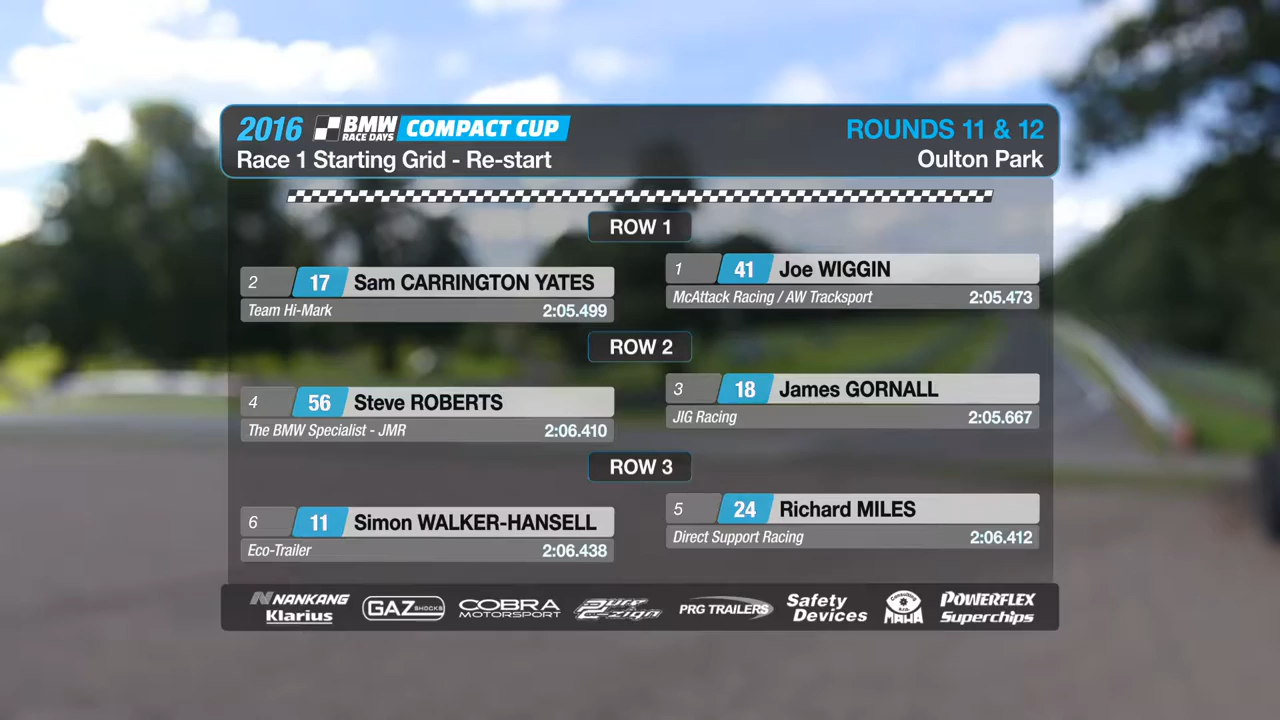 2016 BMW RACE DAYS COMPACT CUP
ROUNDS 11 & 12
Race 1 Starting Grid - Re-start
Oulton Park
ROW 1
2 17 Sam CARRINGTON YATES
Team Hi-Mark 2:05.499
1 41 Joe WIGGIN
McAttack Racing / AW Tracksport 2:05.473
ROW 2
4 56 Steve ROBERTS
The BMW Specialist - JMR 2:06.410
3 18 James GORNALL
JIG Racing 2:05.667
ROW 3
6 11 Simon WALKER-HANSELL
Eco-Trailer 2:06.438
5 24 Richard MILES
Direct Support Racing 2:06.412
NANKANG
Klarius
GAZ SHOCKS
COBRA
MOTORSPORT
PRG TRAILERS
Safety
Devices
MAHA
POWERFLEX
Superchips